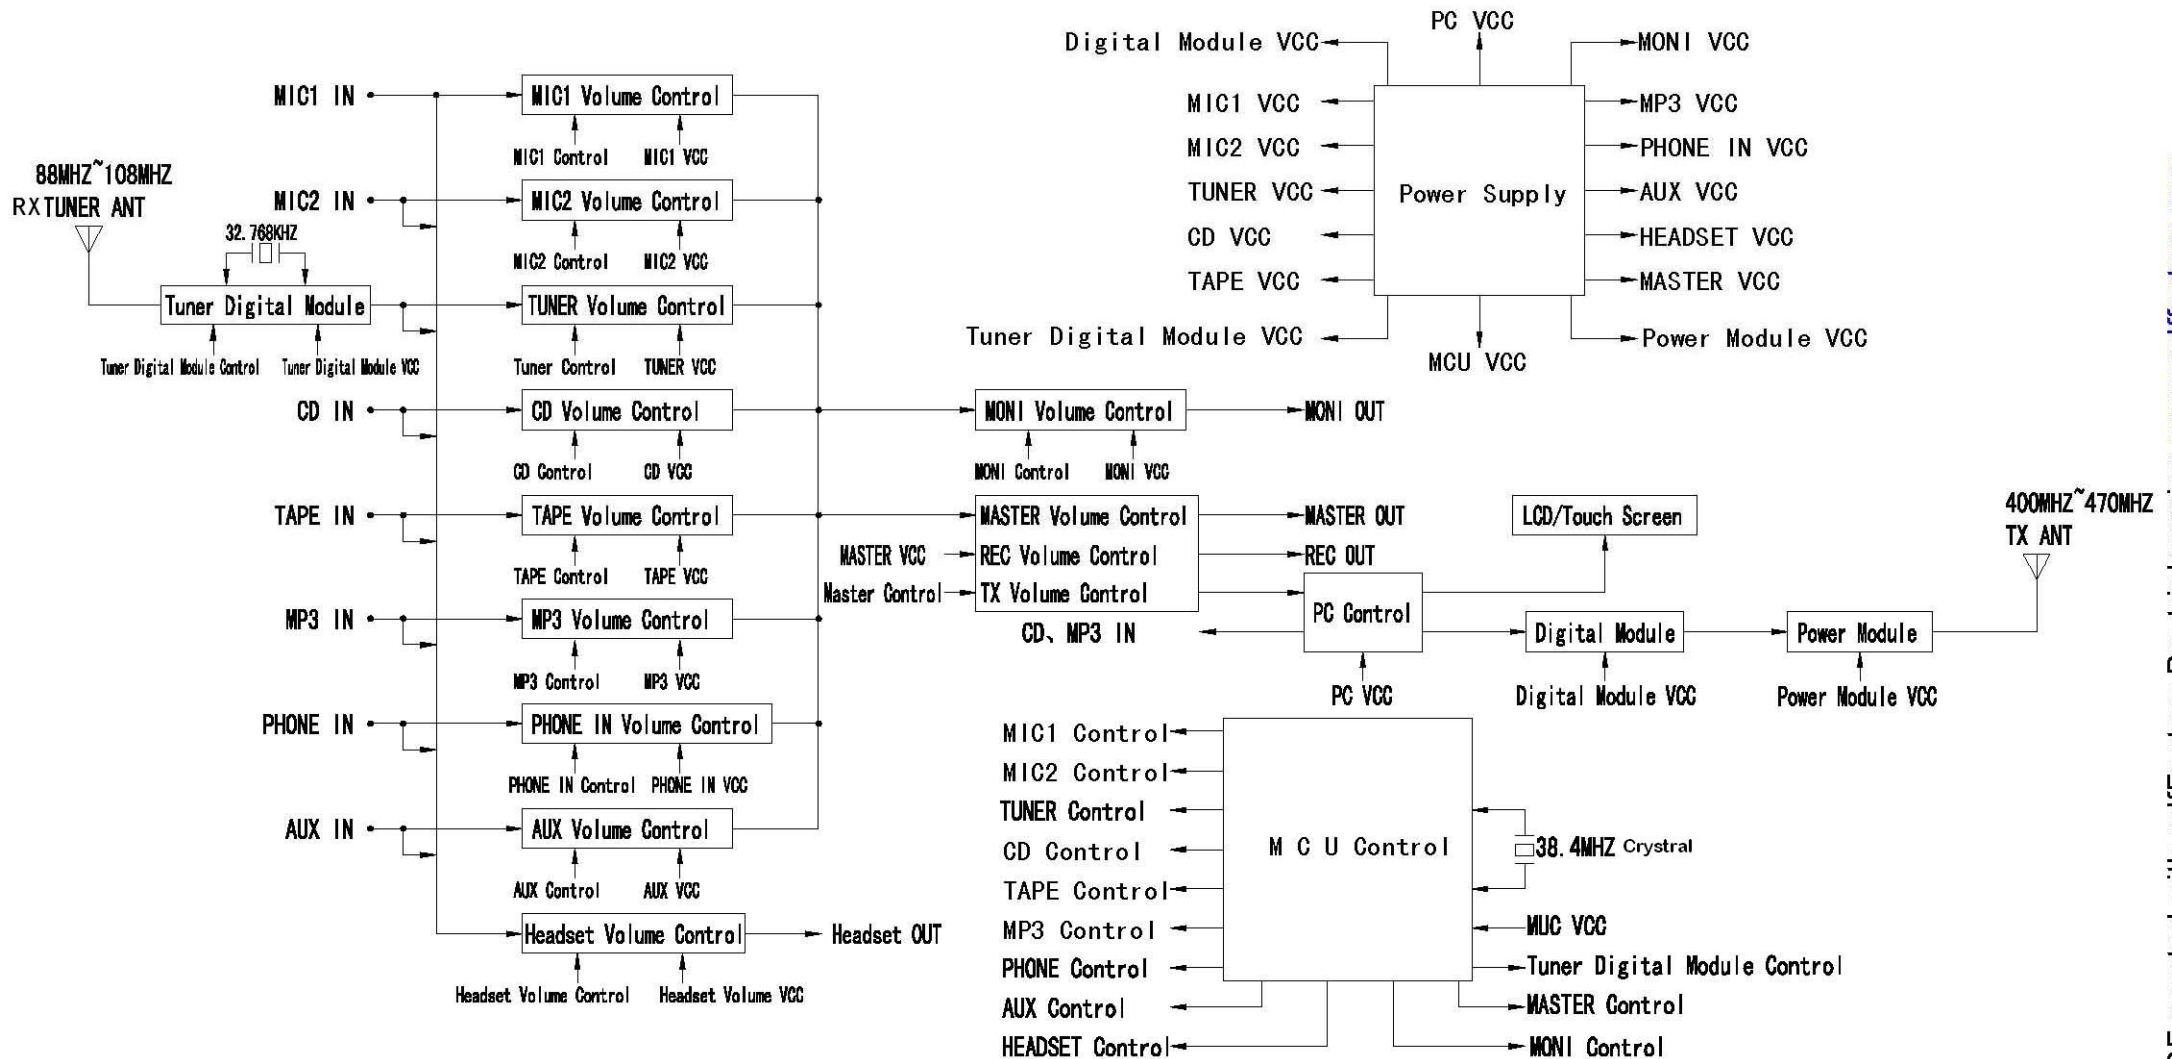 PC VCC
Digital Module VCC
MONI VCC
MIC1 VCC
MP3 VCC
MIC2 VCC
PHONE IN VCC
TUNER VCC
Power Supply
AUX VCC
CD VCC
HEADSET VCC
TAPE VCC
MASTER VCC
Tuner Digital Module VCC
MCU VCC
Power Module VCC
MIC1 IN
MIC1 Volume Control
MIC1 Control
MIC1 VCC
88MHZ~108MHZ
RX TUNER ANT
MIC2 IN
MIC2 Volume Control
32.768KHZ
MIC2 Control
MIC2 VCC
Tuner Digital Module
TUNER Volume Control
Tuner Digital Module Control
Tuner Digital Module VCC
Tuner Control
TUNER VCC
CD IN
CD Volume Control
MONI Volume Control
MONI OUT
CD Control
CD VCC
MONI Control
MONI VCC
TAPE IN
TAPE Volume Control
MASTER Volume Control
MASTER OUT
LCD/Touch Screen
400MHZ~470MHZ
TX ANT
MASTER VCC
REC Volume Control
REC OUT
TAPE Control
TAPE VCC
Master Control
TX Volume Control
PC Control
MP3 IN
MP3 Volume Control
CD、MP3 IN
Digital Module
Power Module
MP3 Control
MP3 VCC
PC VCC
Digital Module VCC
Power Module VCC
PHONE IN
PHONE IN Volume Control
PHONE IN Control
PHONE IN VCC
AUX IN
AUX Volume Control
AUX Control
AUX VCC
Headset Volume Control
Headset OUT
Headset Volume Control
Headset Volume VCC
MIC1 Control
MIC2 Control
TUNER Control
CD Control
M C U Control
38.4MHZ Crystral
TAPE Control
MP3 Control
MUC VCC
PHONE Control
Tuner Digital Module Control
AUX Control
MASTER Control
HEADSET Control
MONI Control